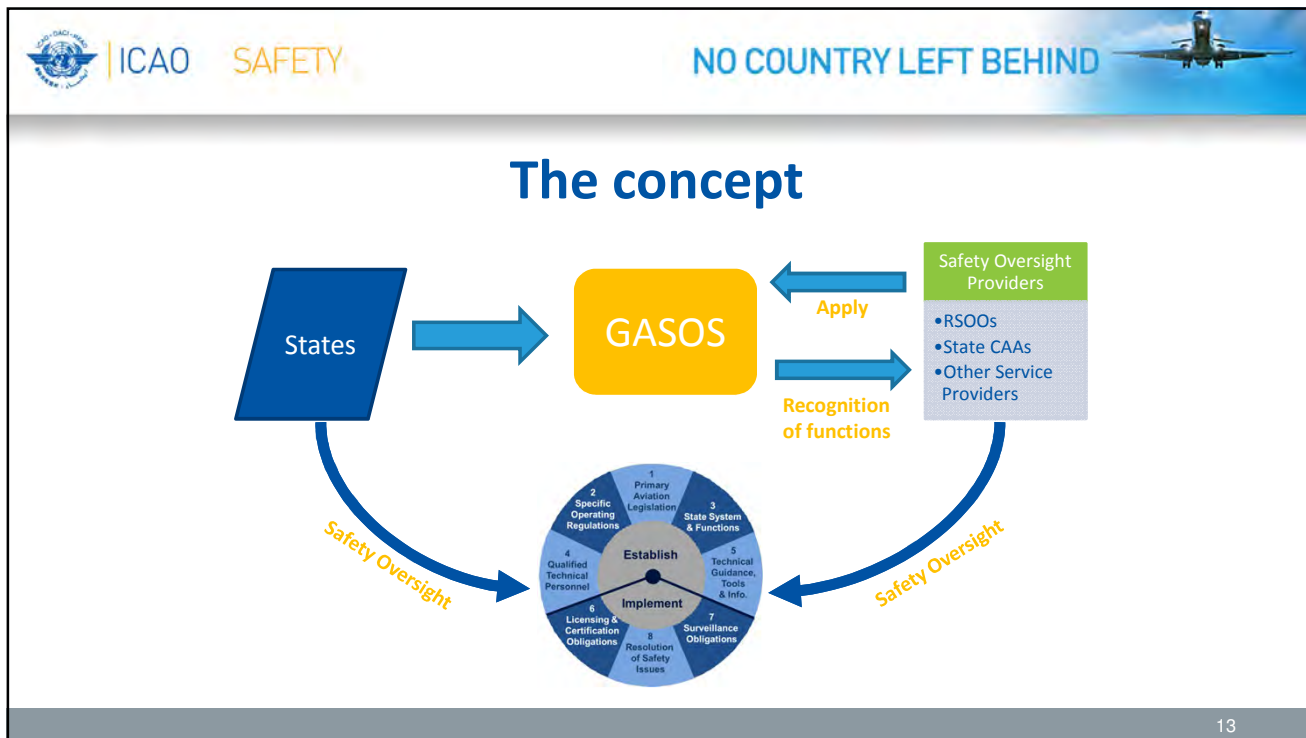 ICAO SAFETY
NO COUNTRY LEFT BEHIND
The concept
States
GASOS
Apply
Recognition
of functions
Safety Oversight
Providers
•RSOOs
•State CAAs
•Other Service
Providers
Safety Oversight
Safety Oversight
1
Primary
Aviation
Legislation
2
Specific
Operating
Regulations
3
State System
& Functions
4
Qualified
Technical
Personnel
5
Technical
Guidance,
Tools
& Info.
Establish
Implement
6
Licensing &
Certification
Obligations
7
Surveillance
Obligations
8
Resolution
of Safety
Issues
13